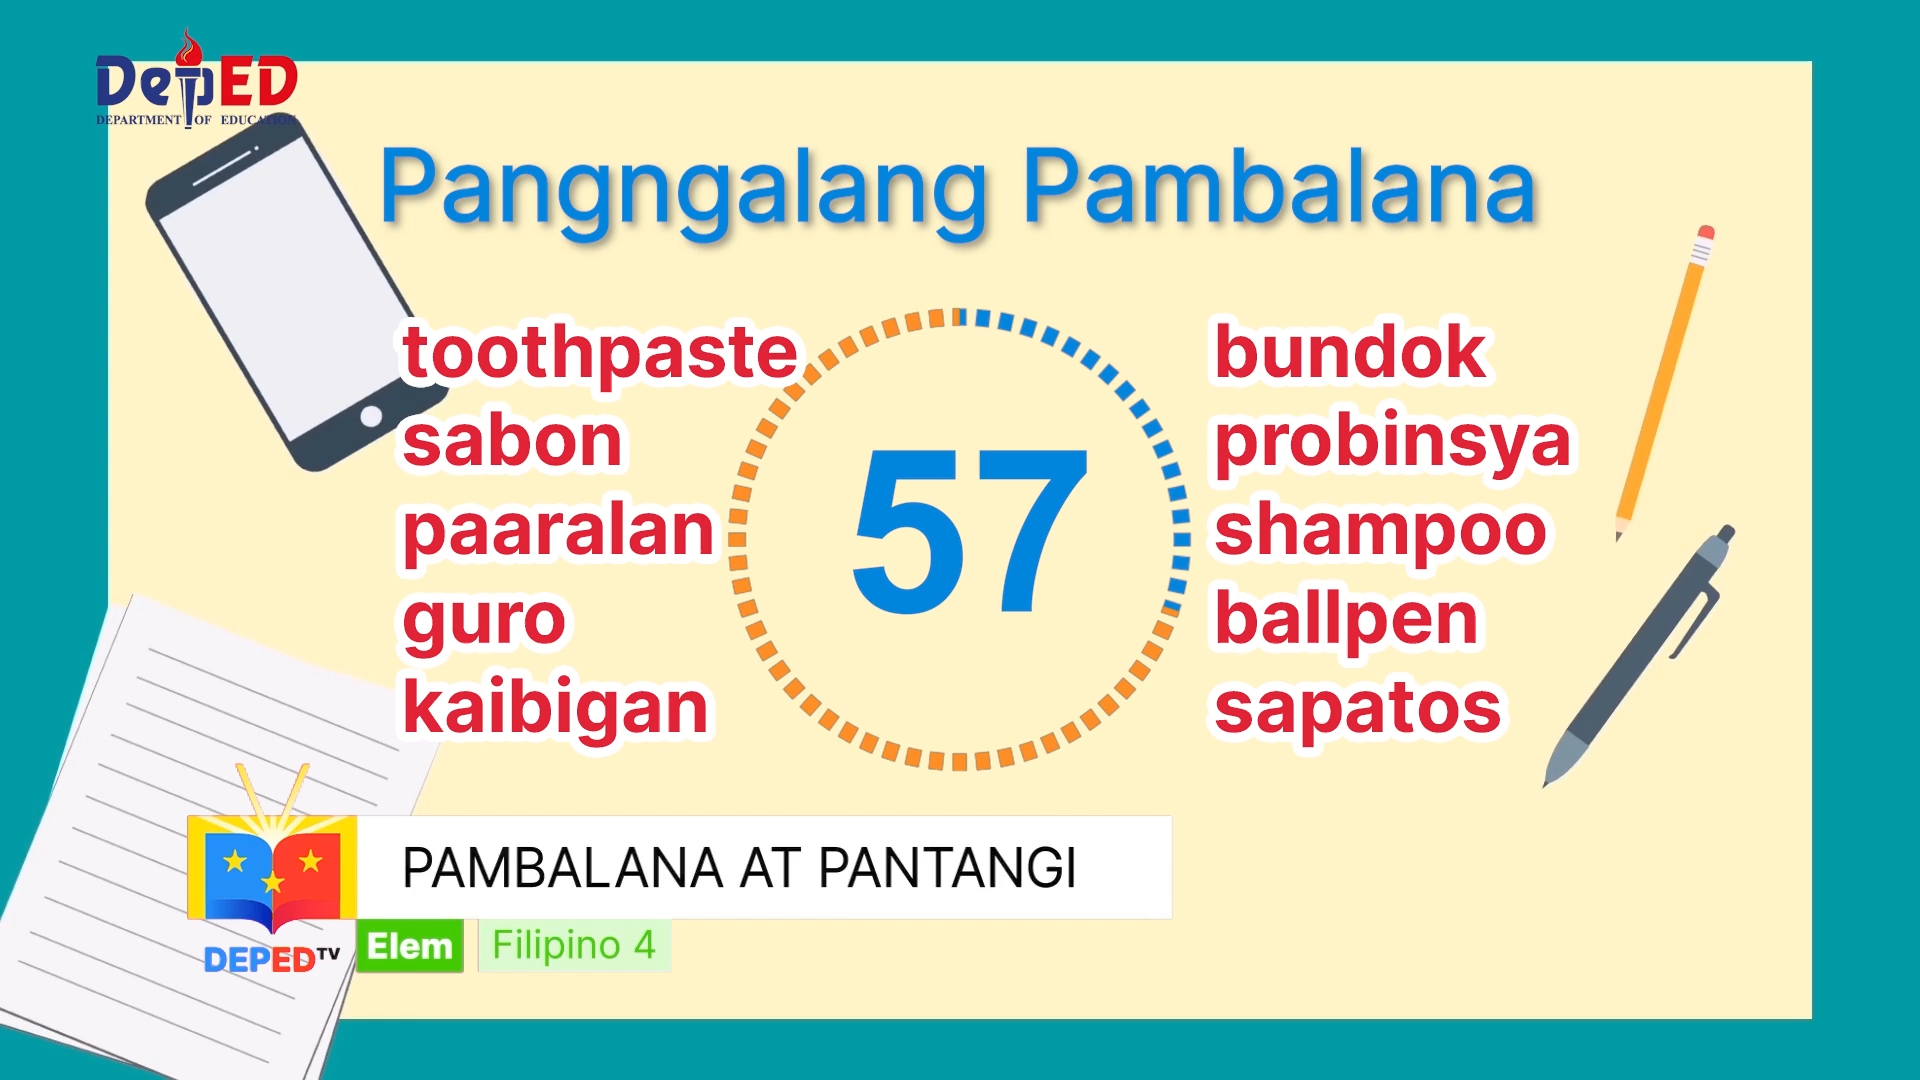 DepED
DEPARTMENT OF EDUCATION
Pangngalang Pambalana
toothpaste
sabon
paaralan
guro
kaibigan
57
bundok
probinsya
shampoo
ballpen
sapatos
PAMBALANA AT PANTANGI
DEPED TV
Elem
Filipino 4